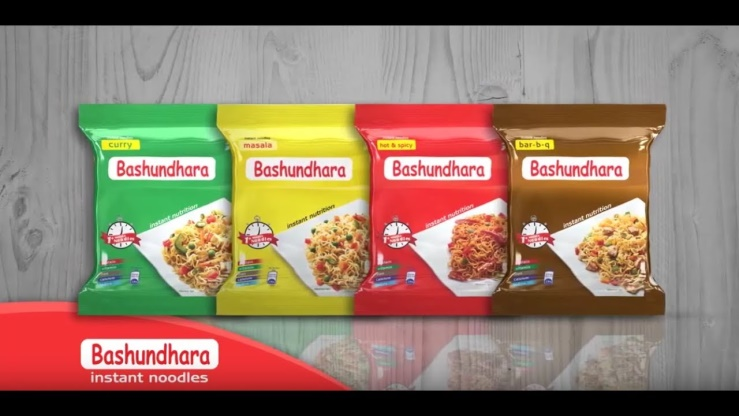 curry
Bashundhara
instant nutrition
masala
Bashundhara
instant nutrition
hot & spicy
Bashundhara
instant nutrition
bar-b-q
Bashundhara
instant nutrition
Bashundhara
instant noodles